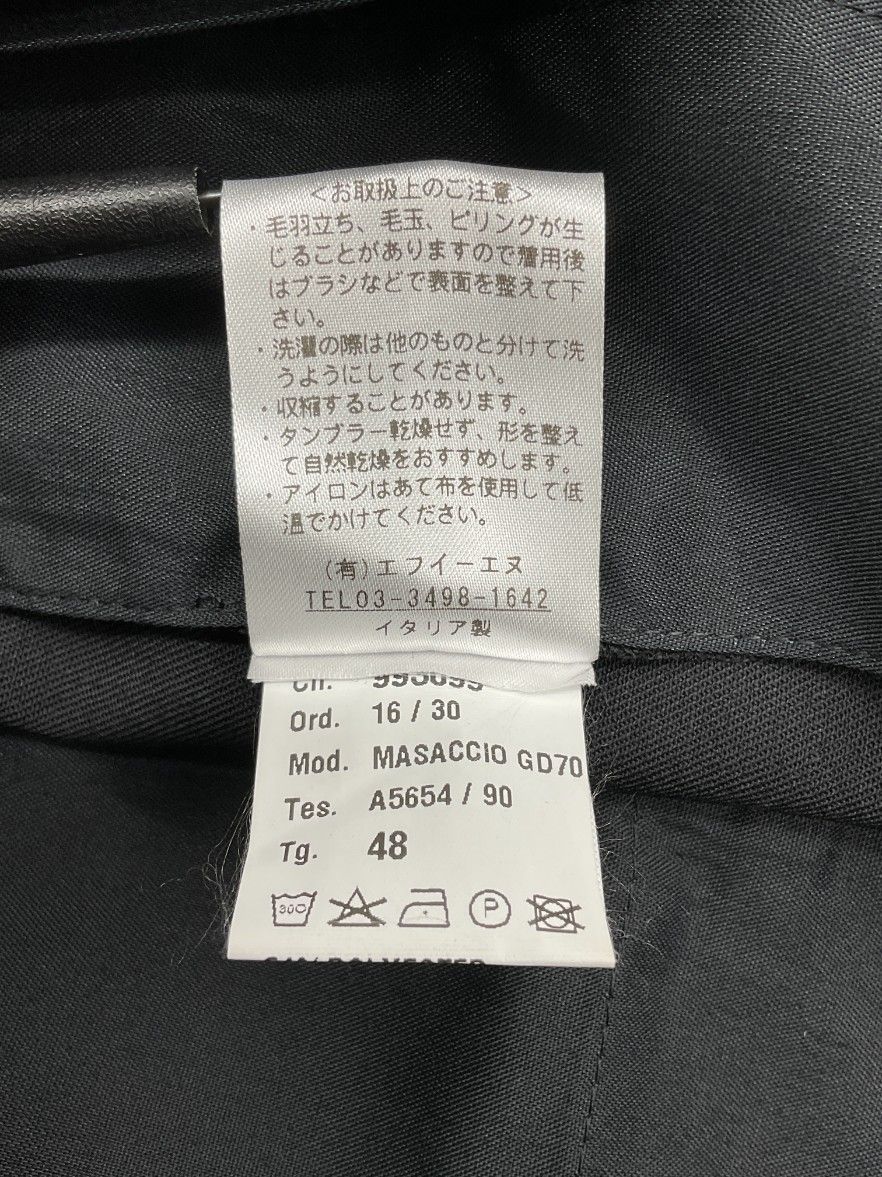 ＜お取扱上のご注意＞
・毛羽立ち、毛玉、ピリングが生
じることがありますので着用後
はブラシなどで表面を整えて下
さい。
・洗濯の際は他のものと分けて洗
うようにしてください。
・収縮することがあります。
・タンブラー乾燥せず、形を整え
て自然乾燥をおすすめします。
・アイロンはあて布を使用して低
温でかけてください。
(有)エフイーエヌ
TEL03-3498-1642
イタリア製
Ord. 16 / 30
Mod. MASACCIO GD70
Tes. A5654 / 90
Tg. 48
30C
P